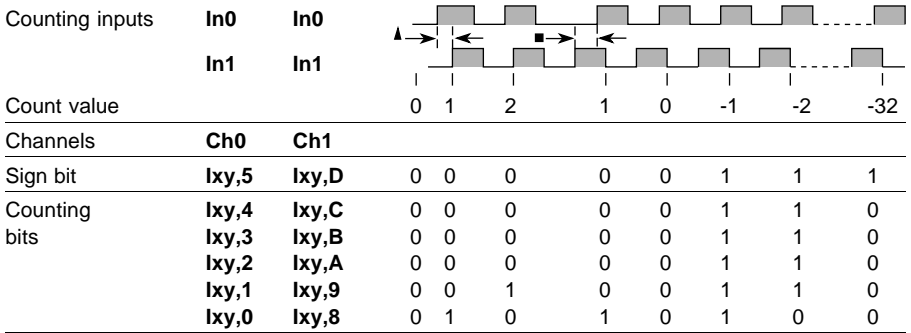 Counting inputs In0 In0
In1 In1
Count value 0 1 2 1 0 -1 -2 -32
Channels Ch0 Ch1
Sign bit Ixy,5 Ixy,D 0 0 0 0 0 1 1 1
Counting Ixy,4 Ixy,C 0 0 0 0 0 1 1 0
bits Ixy,3 Ixy,B 0 0 0 0 0 1 1 0
Ixy,2 Ixy,A 0 0 0 0 0 1 1 0
Ixy,1 Ixy,9 0 0 1 0 0 1 1 0
Ixy,0 Ixy,8 0 1 0 1 0 1 0 0